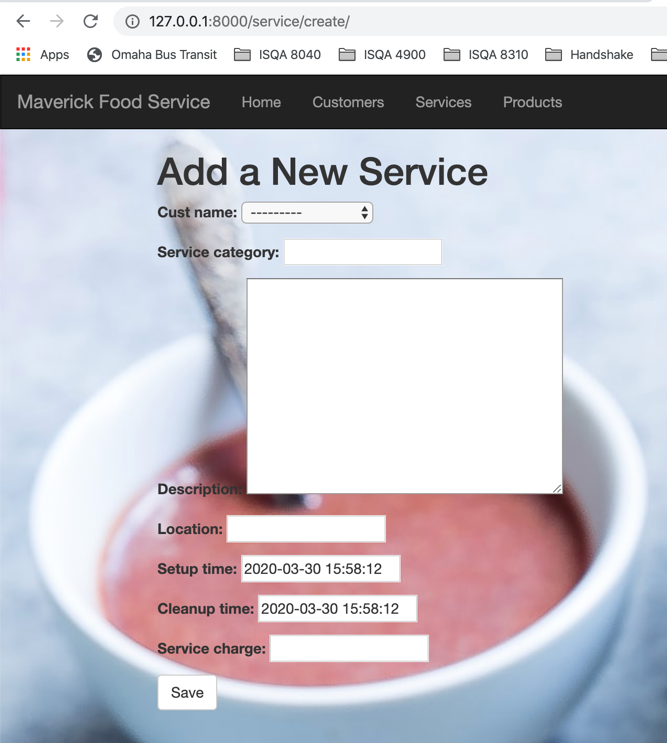 127.0.0.1:8000/service/create/
Apps Omaha Bus Transit ISQA 8040 ISQA 4900 ISQA 8310 Handshake
Maverick Food Service Home Customers Services Products
Add a New Service
Cust name: ---------
Service category:
Description:
Location:
Setup time: 2020-03-30 15:58:12
Cleanup time: 2020-03-30 15:58:12
Service charge:
Save